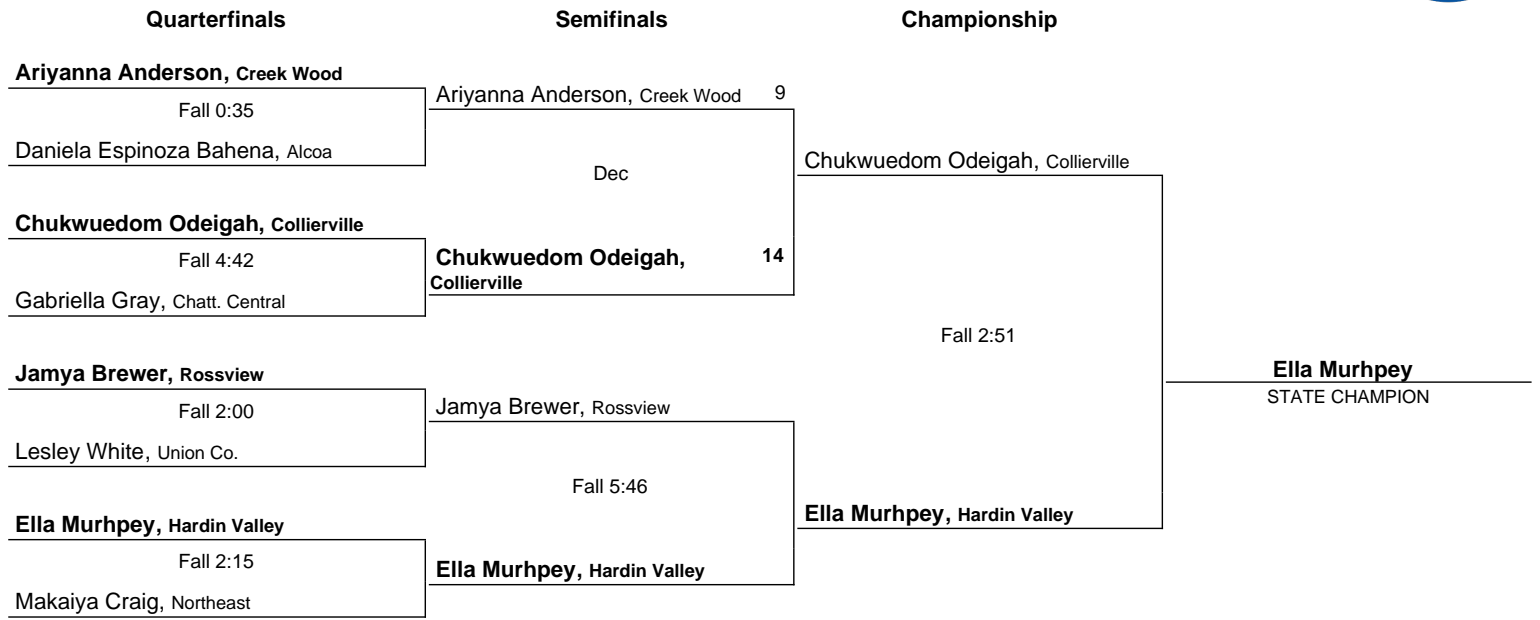 Quarterfinals Semifinals Championship
Ariyanna Anderson, Creek Wood
Fall 0:35
Daniela Espinoza Bahena, Alcoa
Chukwuedom Odeigah, Collierville
Fall 4:42
Gabriella Gray, Chatt. Central
Jamya Brewer, Rossview
Fall 2:00
Lesley White, Union Co.
Ella Murhpey, Hardin Valley
Fall 2:15
Makaiya Craig, Northeast
Ariyanna Anderson, Creek Wood 9
Dec
Chukwuedom Odeigah, 14
Collierville
Jamya Brewer, Rossview
Fall 5:46
Ella Murhpey, Hardin Valley
Chukwuedom Odeigah, Collierville
Fall 2:51
Ella Murhpey, Hardin Valley
Ella Murhpey
STATE CHAMPION